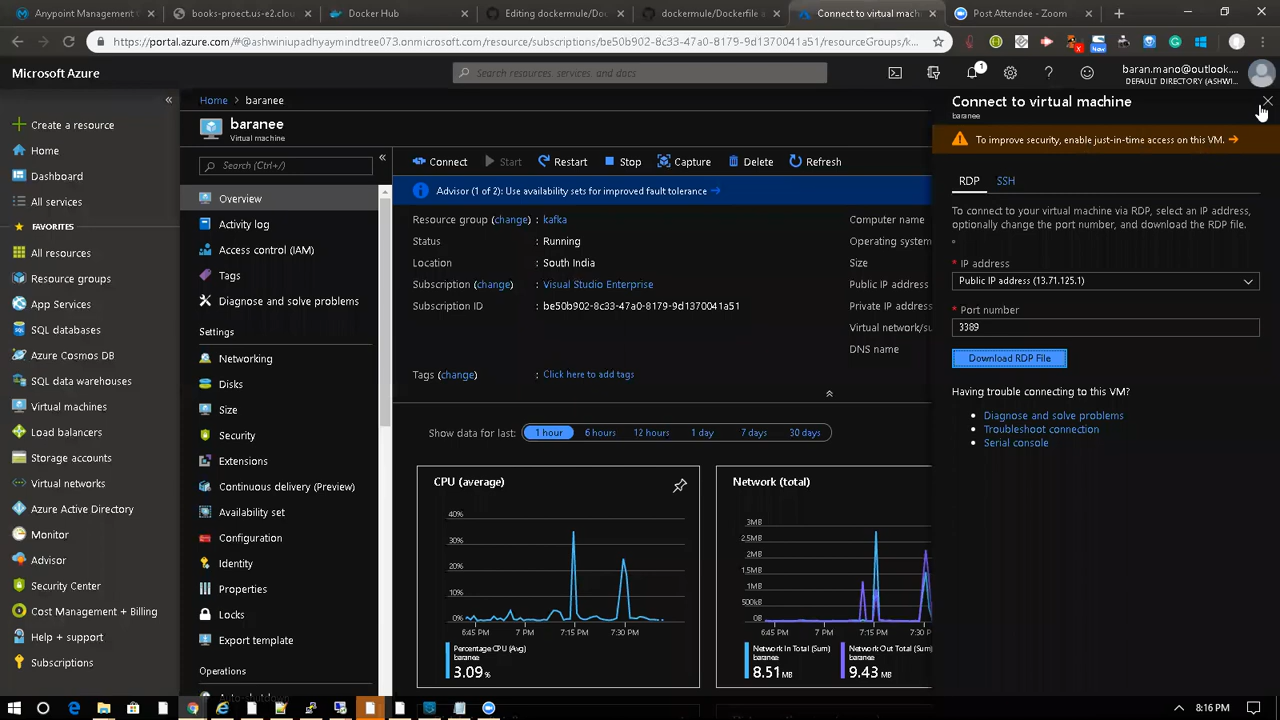 Anypoint Management C
books-proect.us-e2.clou
Docker Hub
Editing dockermule/Doc
dockermule/Dockerfile i
Connect to virtual mach
Post Attendee - Zoom
https://portal.azure.com/#@ashwiniupadhyaymindtree073.onmicrosoft.com/resource/subscriptions/be50b902-8c33-47a0-8179-9d1370041a51/resourceGroups/k...
Microsoft Azure
Search resources, services, and docs
1
baran.mano@outlook....
DEFAULT DIRECTORY (ASHWI...
Create a resource
Home
Dashboard
All services
FAVORITES
All resources
Resource groups
App Services
SQL databases
Azure Cosmos DB
SQL data warehouses
Virtual machines
Load balancers
Storage accounts
Virtual networks
Azure Active Directory
Monitor
Advisor
Security Center
Cost Management + Billing
Help + support
Subscriptions
Home > baranee
baranee
Virtual machine
Search (Ctrl+/)
Overview
Activity log
Access control (IAM)
Tags
Diagnose and solve problems
Settings
Networking
Disks
Size
Security
Extensions
Continuous delivery (Preview)
Availability set
Configuration
Identity
Properties
Locks
Export template
Operations
Auto-shutdown
Connect Start Restart Stop Capture Delete Refresh
Advisor (1 of 2): Use availability sets for improved fault tolerance →
Resource group (change) : kafka
Status : Running
Location : South India
Subscription (change) : Visual Studio Enterprise
Subscription ID : be50b902-8c33-47a0-8179-9d1370041a51
Computer name
Operating system
Size
Public IP address
Private IP address
Virtual network/su
DNS name
Tags (change) : Click here to add tags
Show data for last: 1 hour 6 hours 12 hours 1 day 7 days 30 days
CPU (average)
40%
30%
20%
10%
0%
6:45 PM 7 PM 7:15 PM 7:30 PM
Percentage CPU (Avg)
baranee
3.09 %
Network (total)
3MB
2.5MB
2MB
1.5MB
1MB
500kB
0B
6:45 PM 7 PM 7:15 PM 7:30 PM
Network In Total (Sum)
baranee
8.51 MB
Network Out Total (Sum)
baranee
9.43 MB
Connect to virtual machine
baranee
To improve security, enable just-in-time access on this VM. →
RDP SSH
To connect to your virtual machine via RDP, select an IP address,
optionally change the port number, and download the RDP file.
* IP address
Public IP address (13.71.125.1)
* Port number
3389
Download RDP File
Having trouble connecting to this VM?
Diagnose and solve problems
Troubleshoot connection
Serial console
8:16 PM